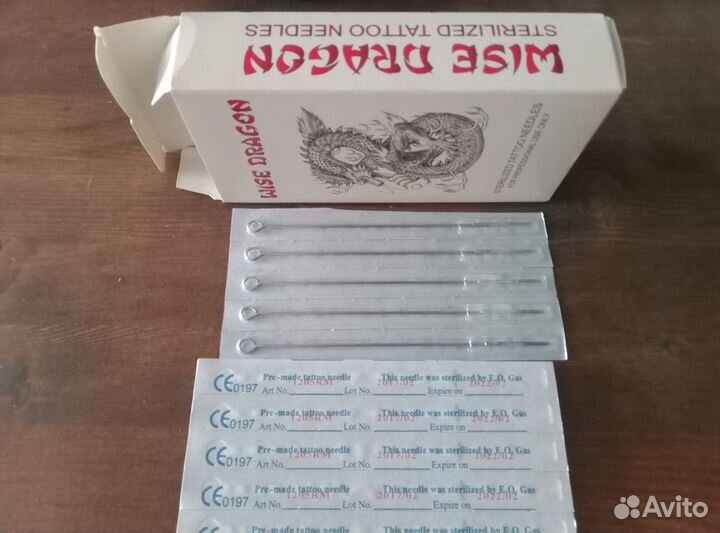 WISE DRAGON
STERILIZED TATTOO NEEDLES
WISE DRAGON
STERILIZED TATTOO NEEDLES
FOR PROFESSIONAL USE ONLY
CE0197 Pre-made tattoo needle This needle was sterilized by E.O. Gas
Art No. 1205RM Lot No. 2017/02 Expire on 2022/02
CE0197 Pre-made tattoo needle This needle was sterilized by E.O. Gas
Art No. 1205RM Lot No. 2017/02 Expire on 2022/02
CE0197 Pre-made tattoo needle This needle was sterilized by E.O. Gas
Art No. 1205RM Lot No. 2017/02 Expire on 2022/02
CE0197 Pre-made tattoo needle This needle was sterilized by E.O. Gas
Art No. 1205RM Lot No. 2017/02 Expire on 2022/02
Pre-made tattoo needle This needle was sterilized by E.O. Gas
Avito